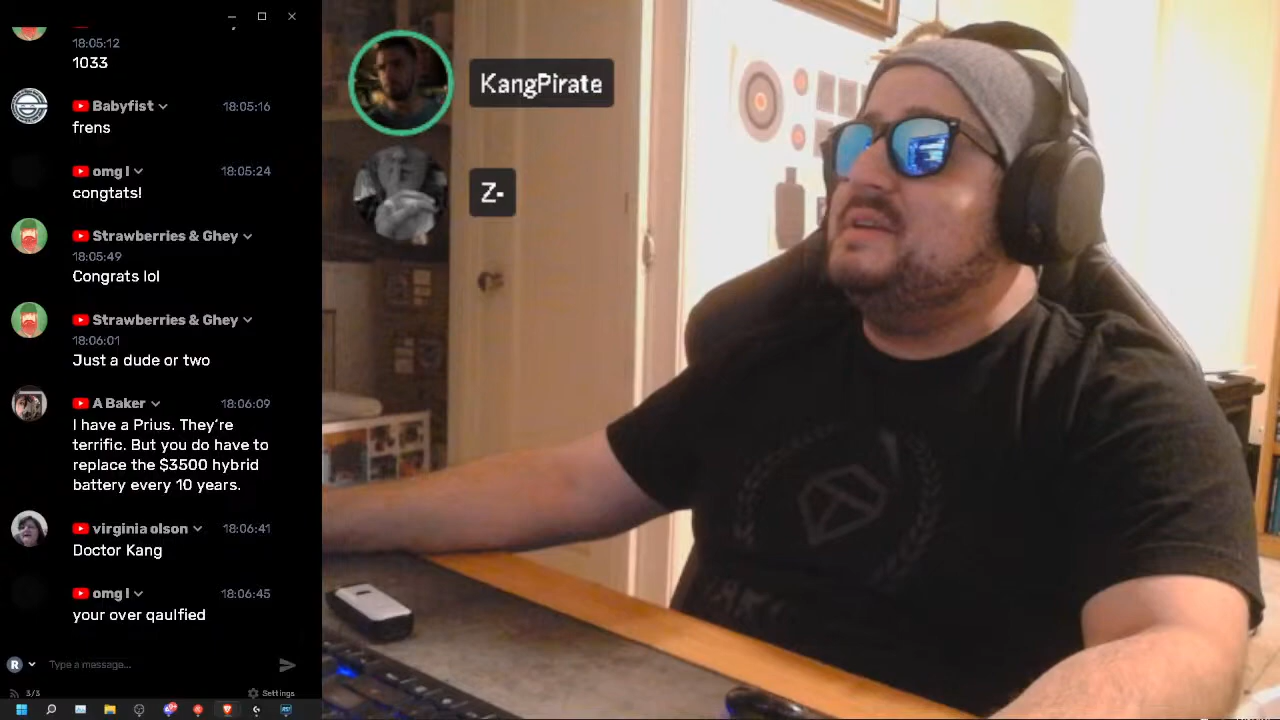 18:05:12
1033
Babyfist 18:05:16
frens
omg I 18:05:24
congtats!
Strawberries & Ghey
18:05:49
Congrats lol
Strawberries & Ghey
18:06:01
Just a dude or two
A Baker 18:06:09
I have a Prius. They're
terrific. But you do have to
replace the $3500 hybrid
battery every 10 years.
virginia olson 18:06:41
Doctor Kang
omg I 18:06:45
your over qaulfied
R Type a message...
3/3 Settings
KangPirate
Z-